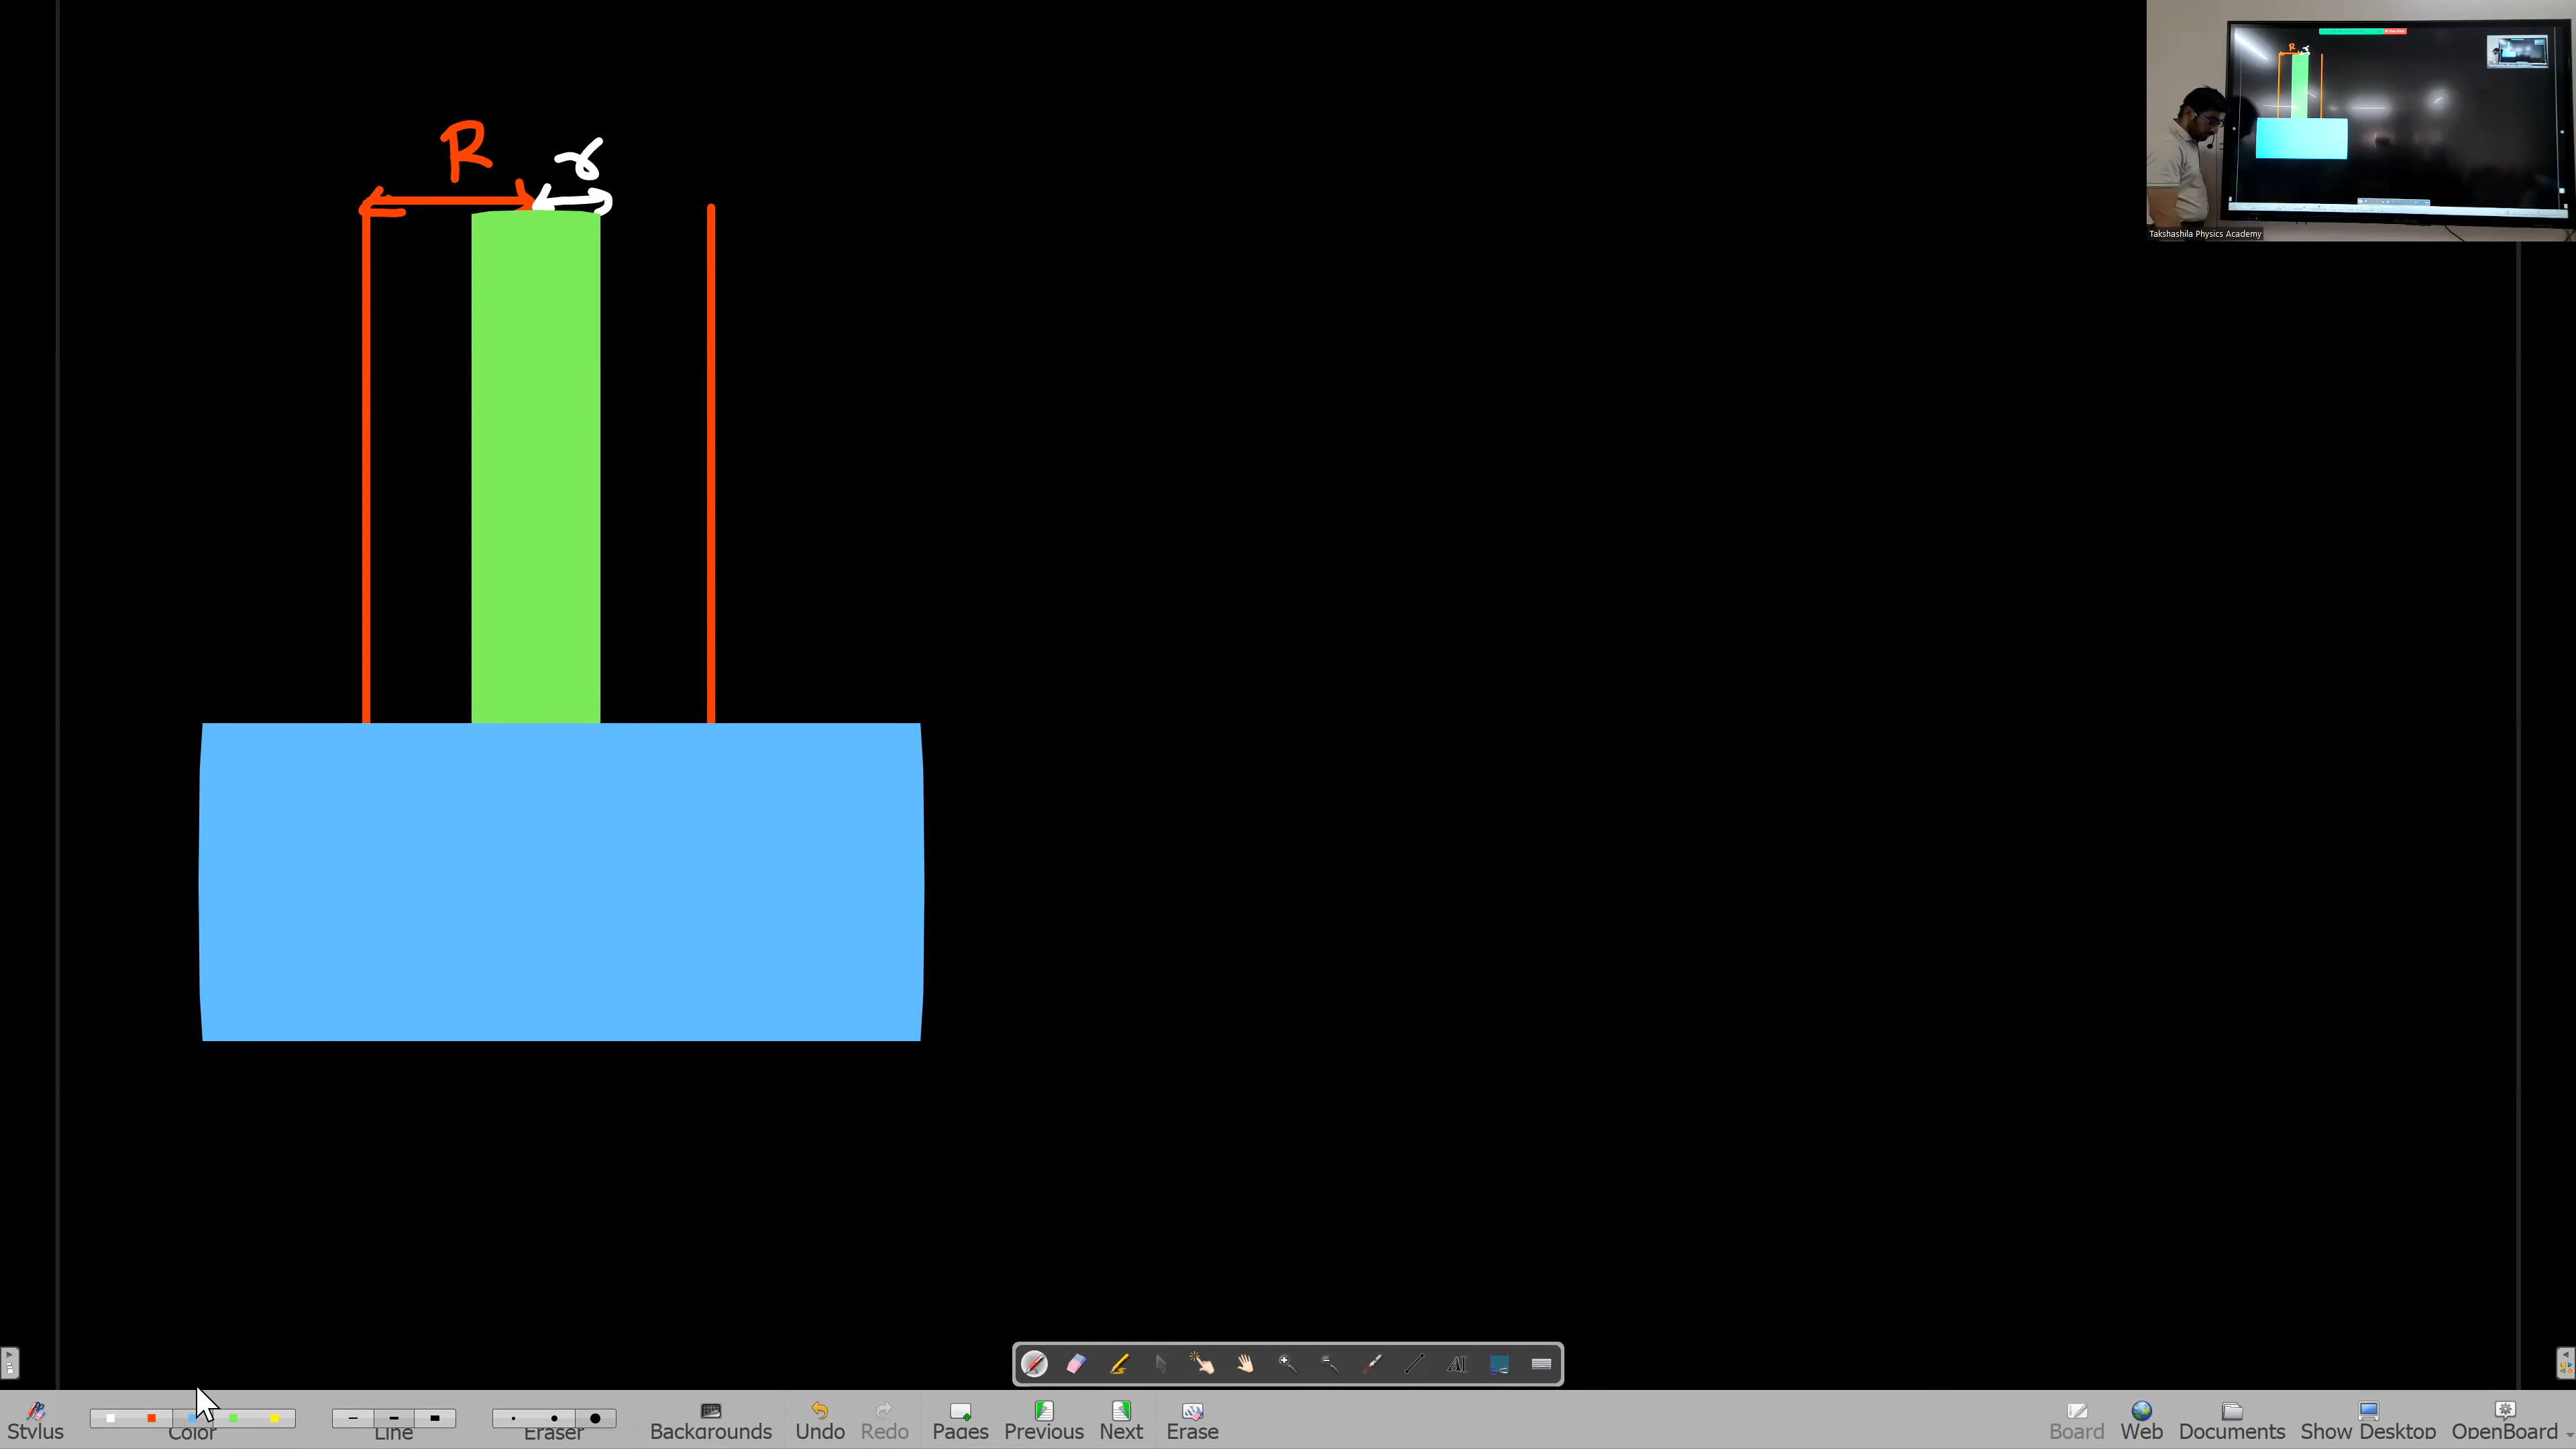 R r
Takshashila Physics Academy
AI
Stylus Color Line Eraser Backgrounds Undo Redo Pages Previous Next Erase Board Web Documents Show Desktop OpenBoard